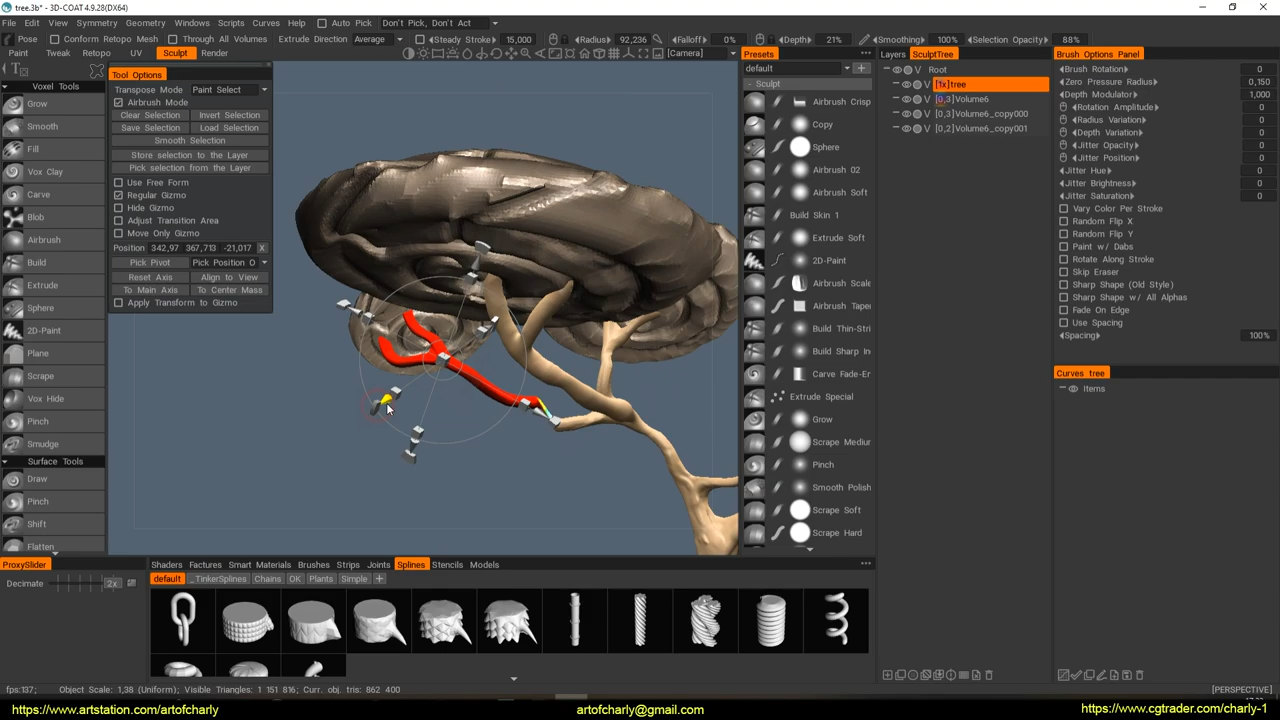 tree.3b* - 3D-COAT 4.9.28(DX64)
File Edit Symmetry Geometry Windows Scripts Curves Help Auto Pick Don't Pick, Don't Act
Pose Conform Retopo Mesh Through All Volumes Extrude Direction Average Steady Stroke 15,000 Radius 92,236 Smoothing 100% Depth 0% Depth 21% Smoothing 100% Selection Opacity 88%
Paint Tweak Retopo UV Sculpt Render
[Camera]
Tool Options
Transpose Mode Paint Select
Airbrush Mode
Clear Selection Invert Selection
Save Selection Load Selection
Smooth Selection
Store selection to the Layer
Pick selection from the Layer
Use Free Form
Regular Gizmo
Hide Gizmo
Adjust Transition Area
Move Only Gizmo
Position 342,97 367,713 -21,017 X
Pick Pivot Pick Position O
Reset Axis Align to View
To Main Axis To Center Mass
Apply Transform to Gizmo
Voxel Tools
Grow
Smooth
Fill
Vox Clay
Carve
Blob
Airbrush
Build
Extrude
Sphere
2D-Paint
Plane
Scrape
Vox Hide
Pinch
Smudge
Surface Tools
Draw
Pinch
Shift
Flatten
ProxySlider
Decimate 2x
Presets
default
Sculpt
Airbrush Crisp
Copy
Sphere
Airbrush 02
Airbrush Soft
Build Skin 1
Extrude Soft
2D-Paint
Airbrush Scale
Airbrush Tape
Build Thin-Stri
Build Sharp In
Carve Fade-En
Extrude Special
Grow
Scrape Mediur
Pinch
Smooth Polish
Scrape Soft
Scrape Hard
Layers SculptTree
Root
[1x]tree
[0,3]Volume6
[0,3]Volume6_copy000
[0,2]Volume6_copy001
Brush Options Panel
Brush Rotation 0
Zero Pressure Radius 0,150
Depth Modulator 1,000
Rotation Amplitude 0
Radius Variation 0
Depth Variation 0
Jitter Opacity 0
Jitter Position 0
Jitter Hue 0
Jitter Brightness 0
Jitter Saturation 0
Vary Color Per Stroke
Random Flip X
Random Flip Y
Paint w/ Dabs
Rotate Along Stroke
Skip Eraser
Sharp Shape (Old Style)
Sharp Shape w/ All Alphas
Fade On Edge
Use Spacing
Spacing 100%
Curves tree
Items
Shaders Factures Smart Materials Brushes Strips Joints Splines Stencils Models
default _TinkerSplines Chains OK Plants Simple +
fps:137; Object Scale: 1,38 (Uniform); Visible Triangles: 1 151 816; Curr. obj. tris: 862 400
[PERSPECTIVE]
https://www.artstation.com/artofcharly artofcharly@gmail.com https://www.cgtrader.com/charly-1